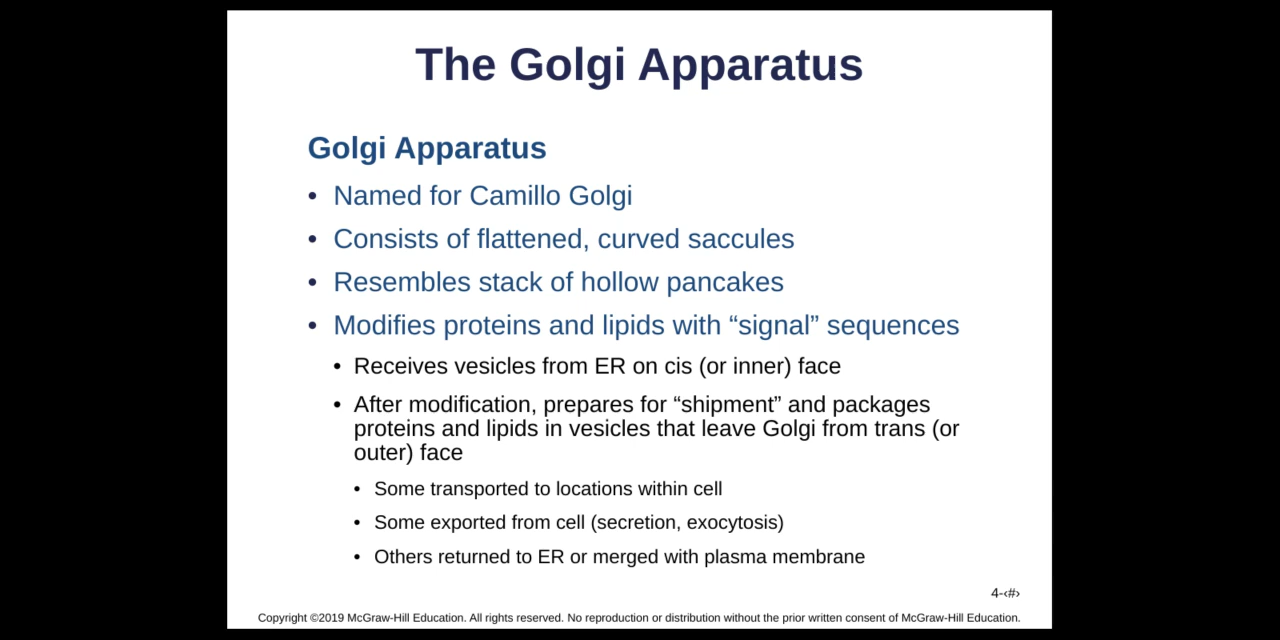 The Golgi Apparatus
Golgi Apparatus
• Named for Camillo Golgi
• Consists of flattened, curved saccules
• Resembles stack of hollow pancakes
• Modifies proteins and lipids with “signal” sequences
• Receives vesicles from ER on cis (or inner) face
• After modification, prepares for “shipment” and packages
proteins and lipids in vesicles that leave Golgi from trans (or
outer) face
• Some transported to locations within cell
• Some exported from cell (secretion, exocytosis)
• Others returned to ER or merged with plasma membrane
4-‹#›
Copyright ©2019 McGraw-Hill Education. All rights reserved. No reproduction or distribution without the prior written consent of McGraw-Hill Education.